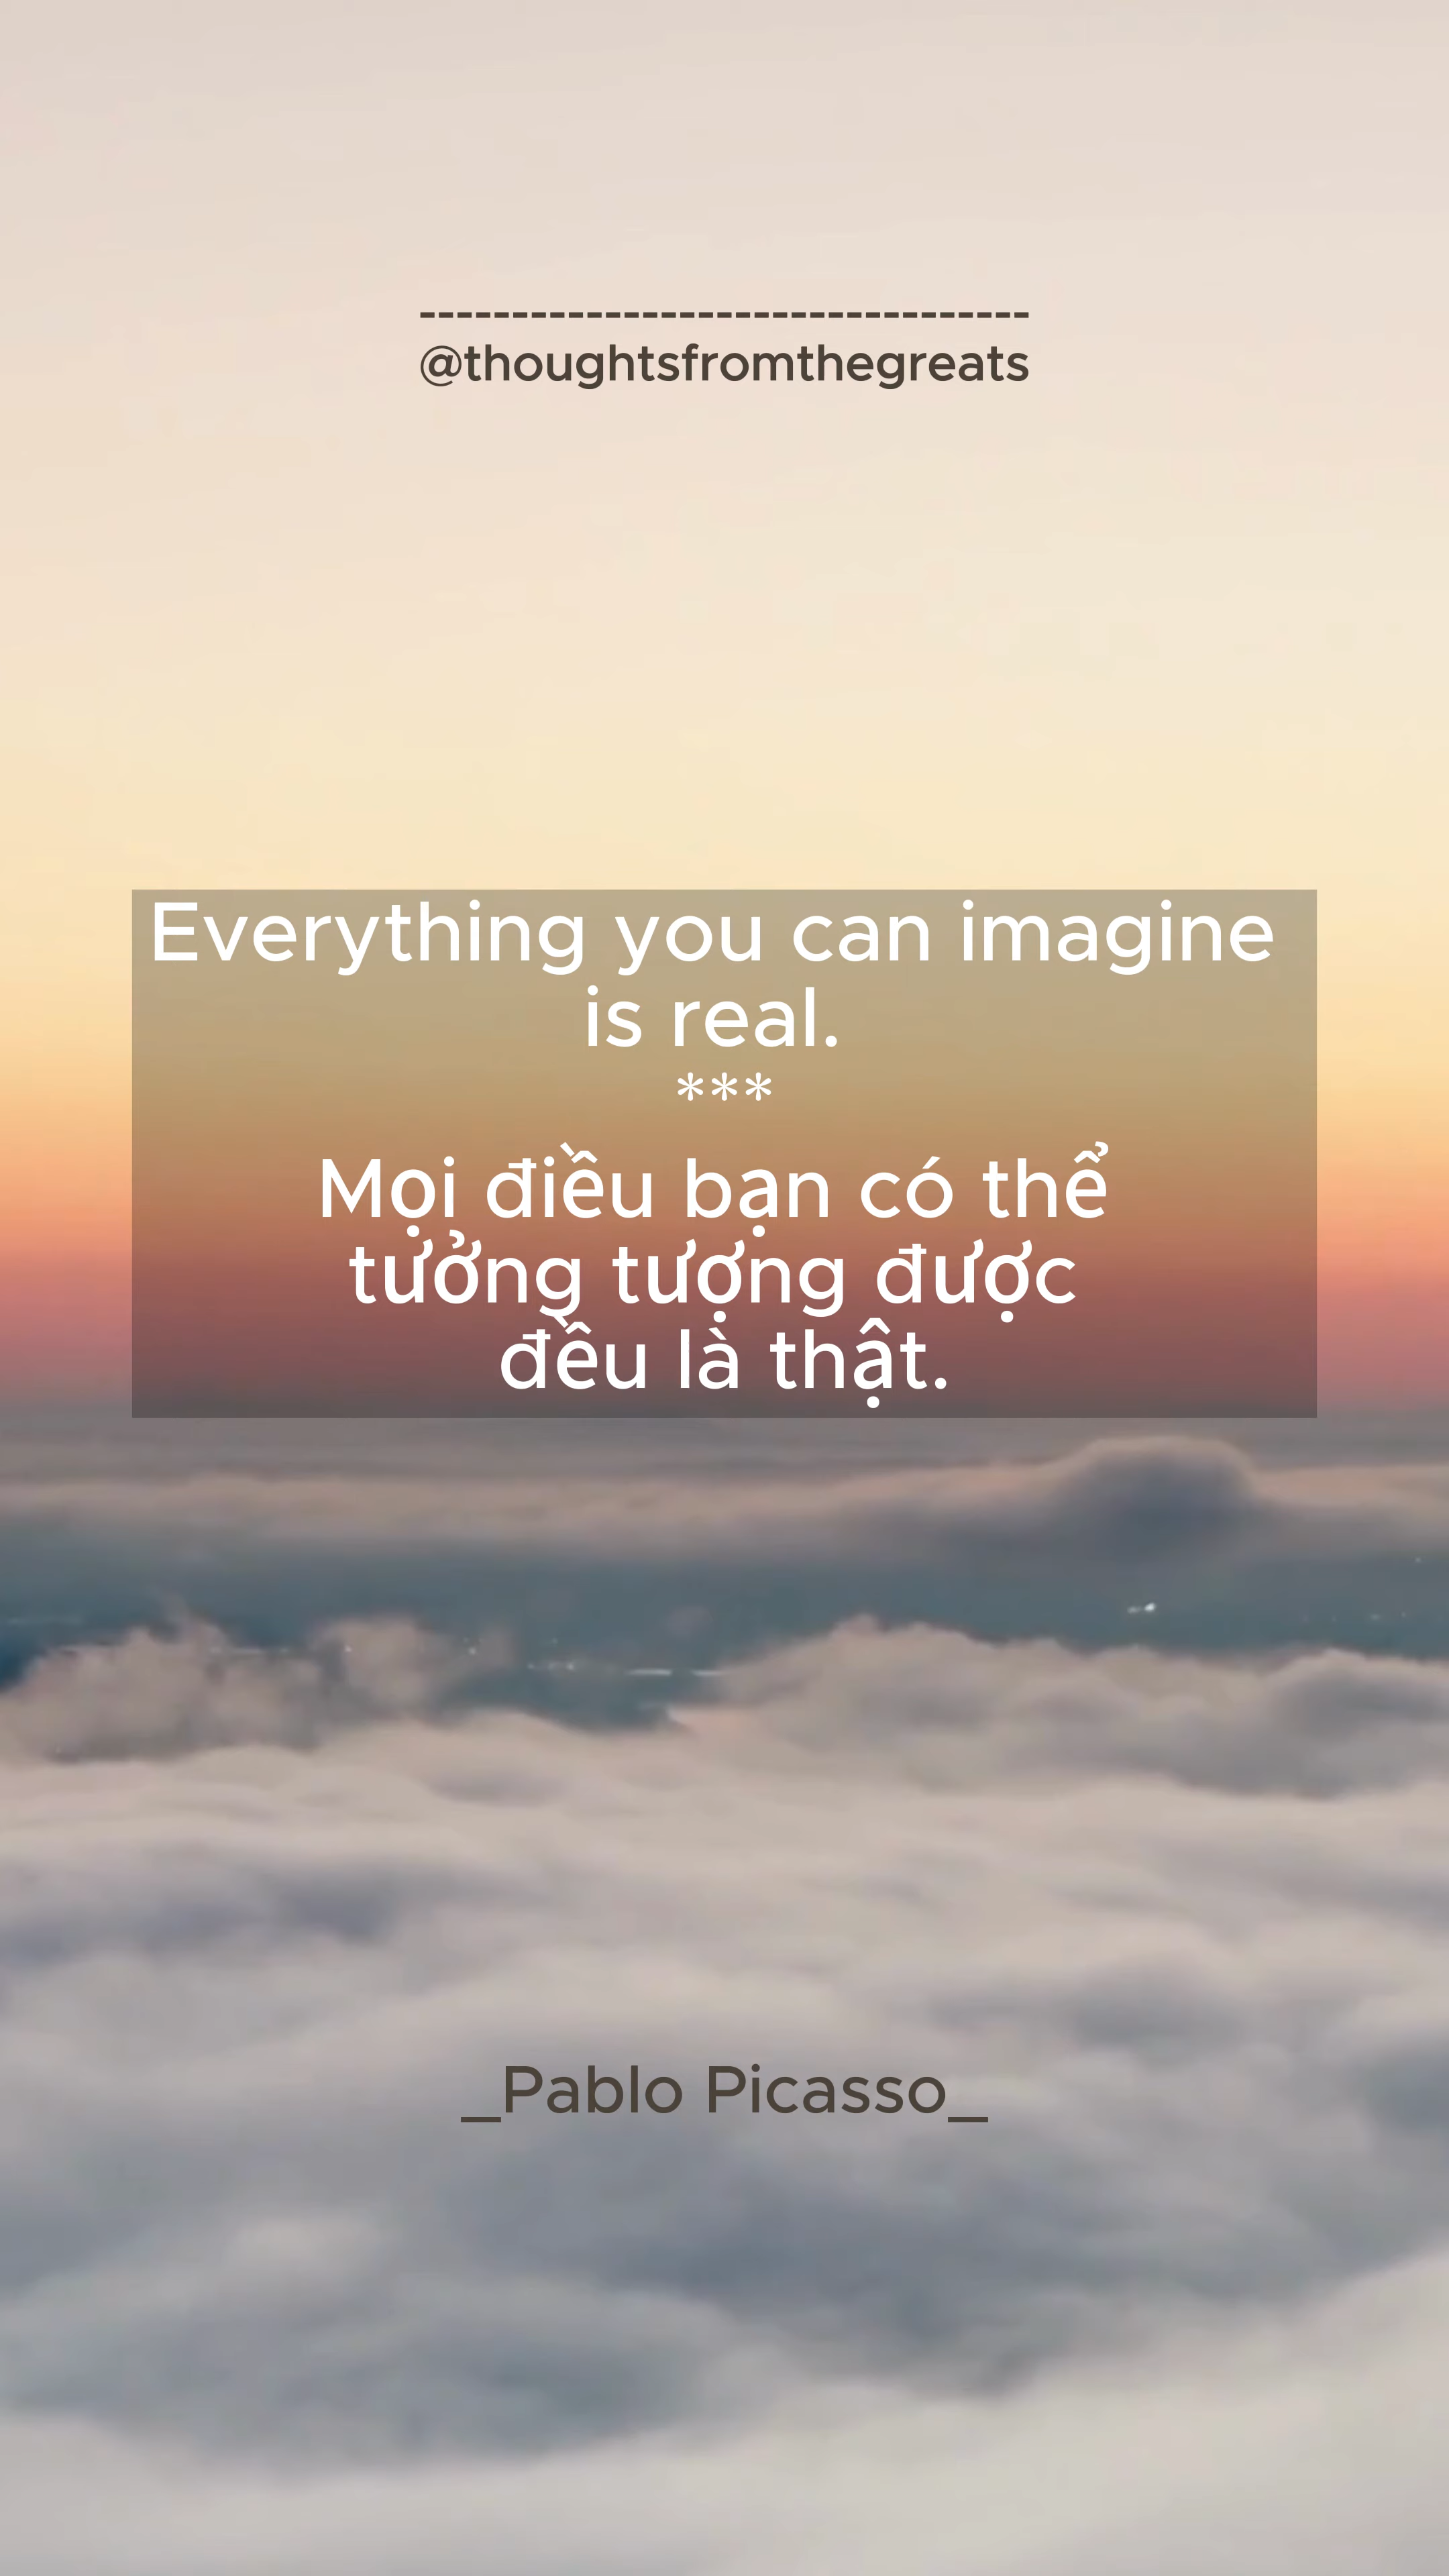 ---------------------------------
@thoughtsfromthegreats
Everything you can imagine
is real.
***
Mọi điều bạn có thể
tưởng tượng được
đều là thật.
_Pablo Picasso_